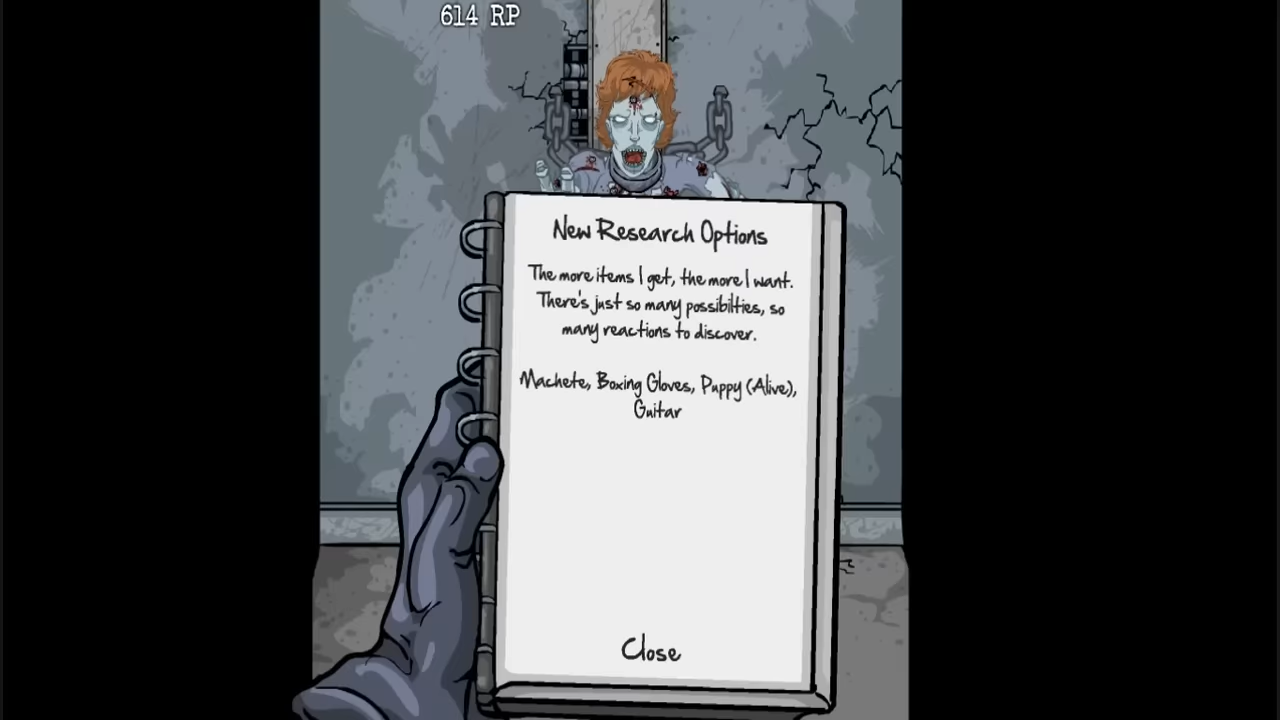 614 RP
New Research Options
The more items I get, the more I want.
There's just so many possibilties, so
many reactions to discover.
Machete, Boxing Gloves, Puppy (Alive),
Guitar
Close